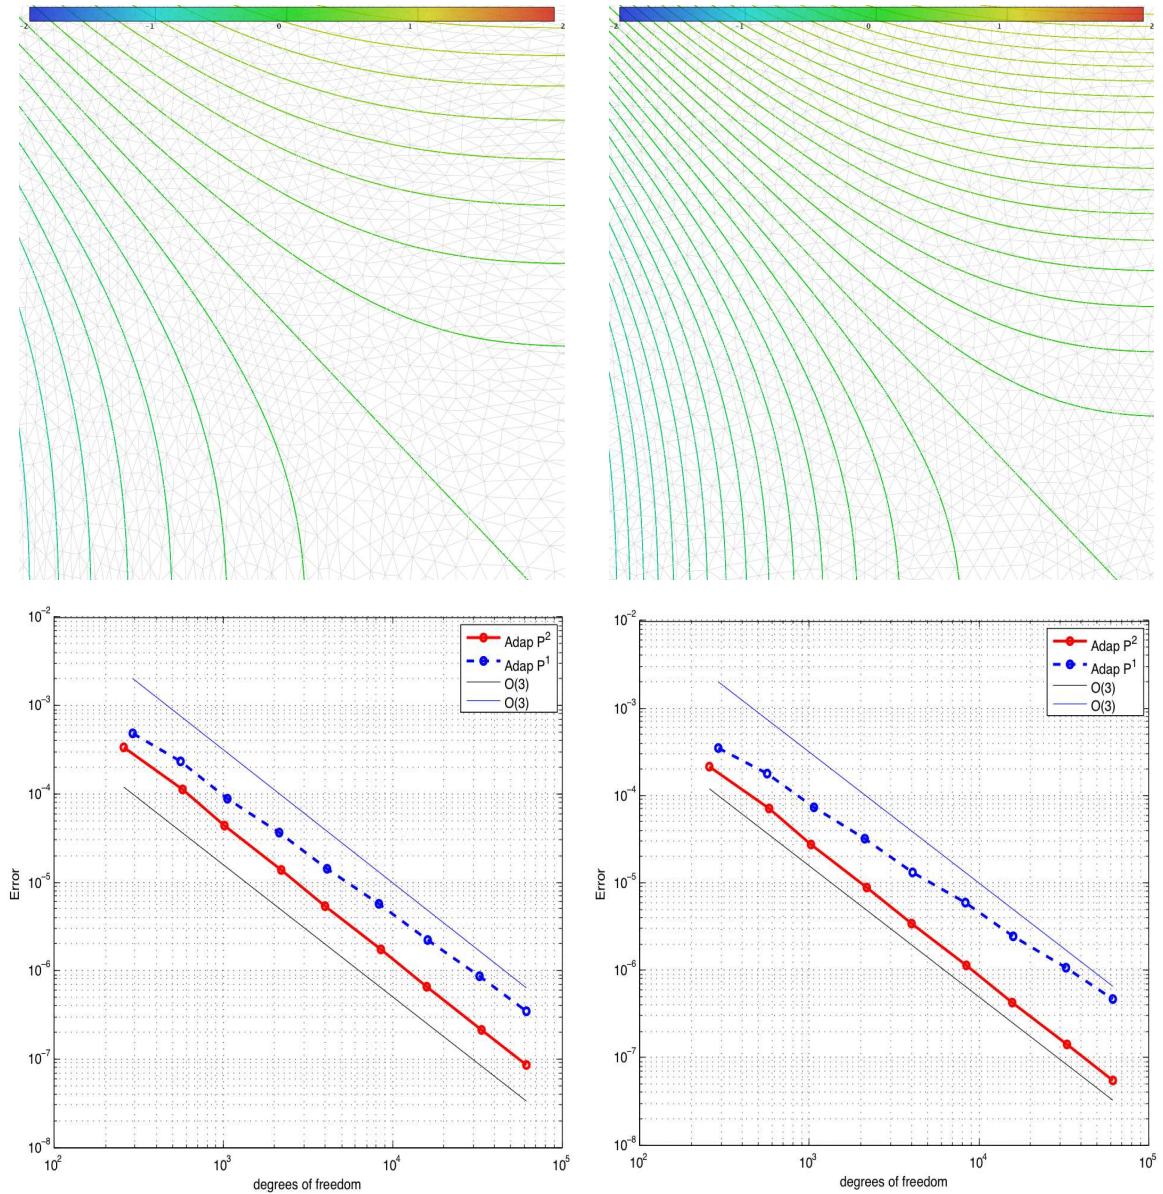 -2 -1 0 1 2
-2 -1 0 1 2
10^-2
10^-3
10^-4
10^-5
10^-6
10^-7
10^-8
Error
10^2 10^3 10^4 10^5
degrees of freedom
Adap P^2
Adap P^1
O(3)
O(3)
10^-2
10^-3
10^-4
10^-5
10^-6
10^-7
10^-8
Error
10^2 10^3 10^4 10^5
degrees of freedom
Adap P^2
Adap P^1
O(3)
O(3)